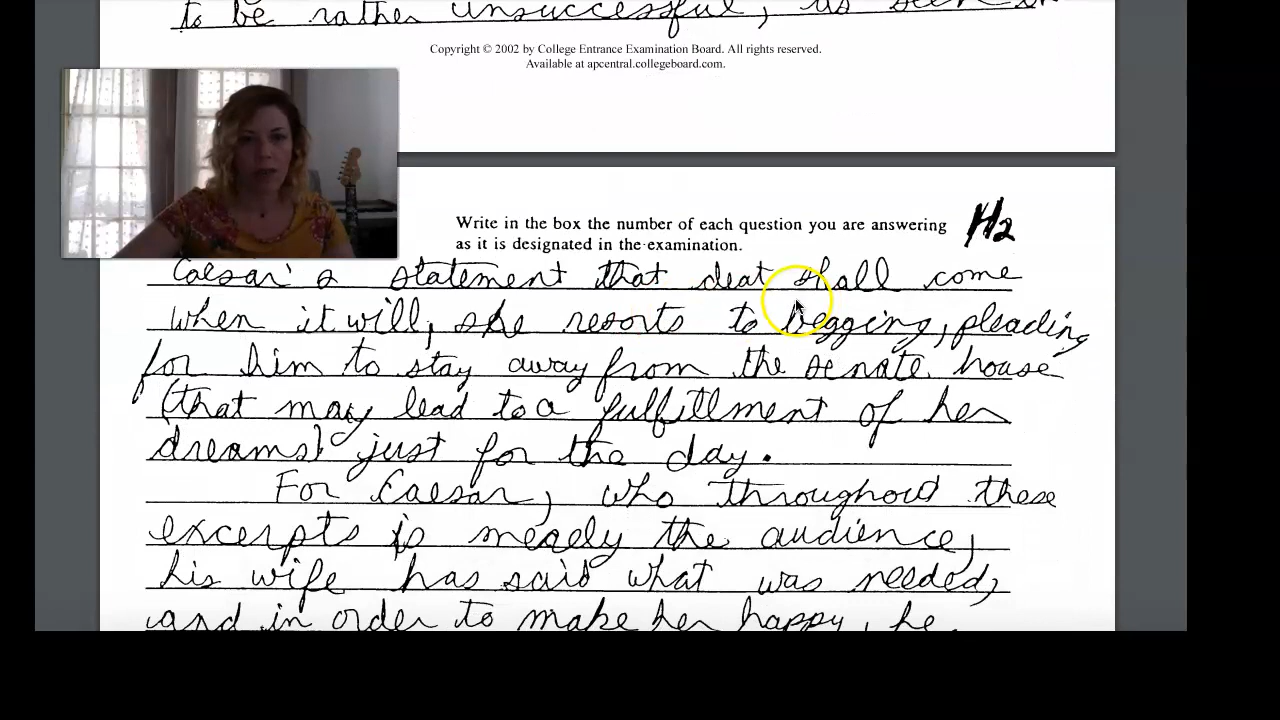 to be rather unsuccessful, as seen in
Copyright © 2002 by College Entrance Examination Board. All rights reserved.
Available at apcentral.collegeboard.com.
Write in the box the number of each question you are answering
as it is designated in the examination.
H2
Caesar's statement that deat shall come
when it will, she resorts to begging, pleading
for him to stay away from the senate house
(that may lead to a fulfillment of her
dreams) just for the day.
For Caesar, who throughout these
excerpts is merely the audience,
his wife has said what was needed,
and in order to make her happy, he